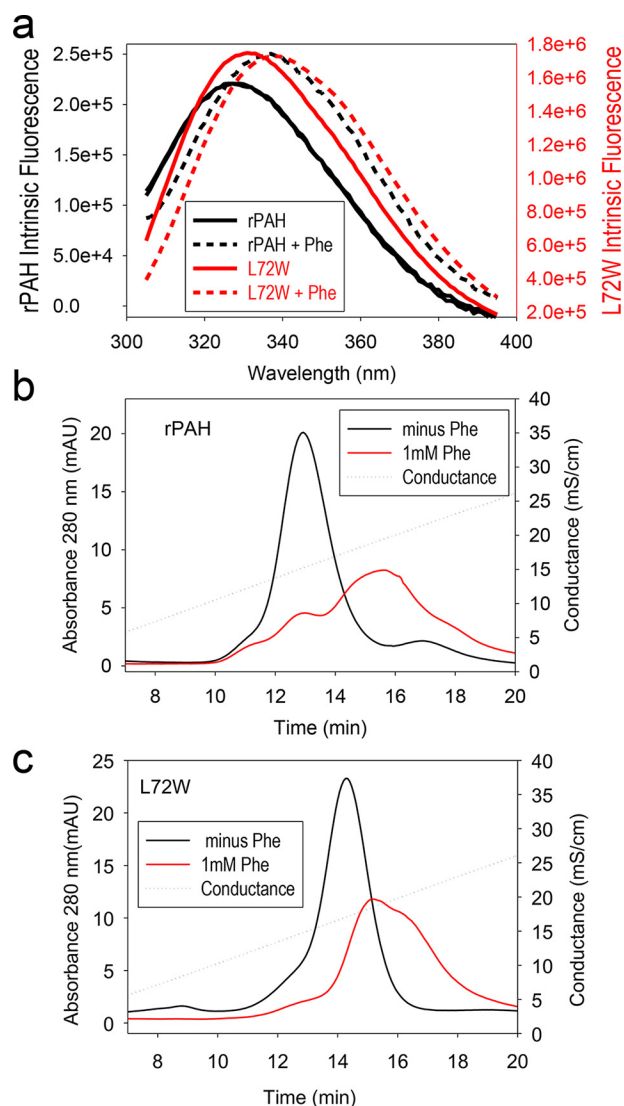 a
rPAH Intrinsic Fluorescence
2.5e+5
2.0e+5
1.5e+5
1.0e+5
5.0e+4
0.0
1.8e+6
1.6e+6
1.4e+6
1.2e+6
1.0e+6
8.0e+5
6.0e+5
4.0e+5
2.0e+5
L72W Intrinsic Fluorescence
rPAH
rPAH + Phe
L72W
L72W + Phe
300 320 340 360 380 400
Wavelength (nm)
b
rPAH
Absorbance 280 nm (mAU)
20
15
10
5
0
minus Phe
1mM Phe
Conductance
40
35
30
25
20
15
10
5
0
Conductance (mS/cm)
8 10 12 14 16 18 20
Time (min)
c
L72W
Absorbance 280 nm(mAU)
25
20
15
10
5
0
minus Phe
1mM Phe
Conductance
40
35
30
25
20
15
10
5
0
Conductance (mS/cm)
8 10 12 14 16 18 20
Time (min)